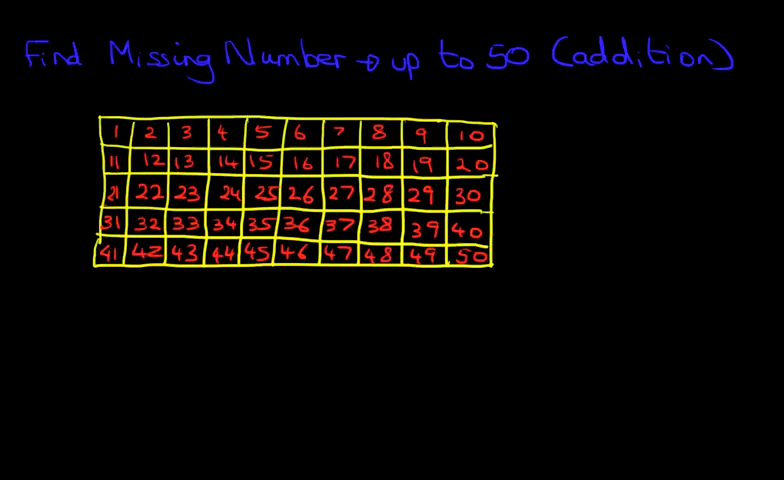 Find Missing Number → up to 50 (addition)
1 2 3 4 5 6 7 8 9 10
11 12 13 14 15 16 17 18 19 20
21 22 23 24 25 26 27 28 29 30
31 32 33 34 35 36 37 38 39 40
41 42 43 44 45 46 47 48 49 50